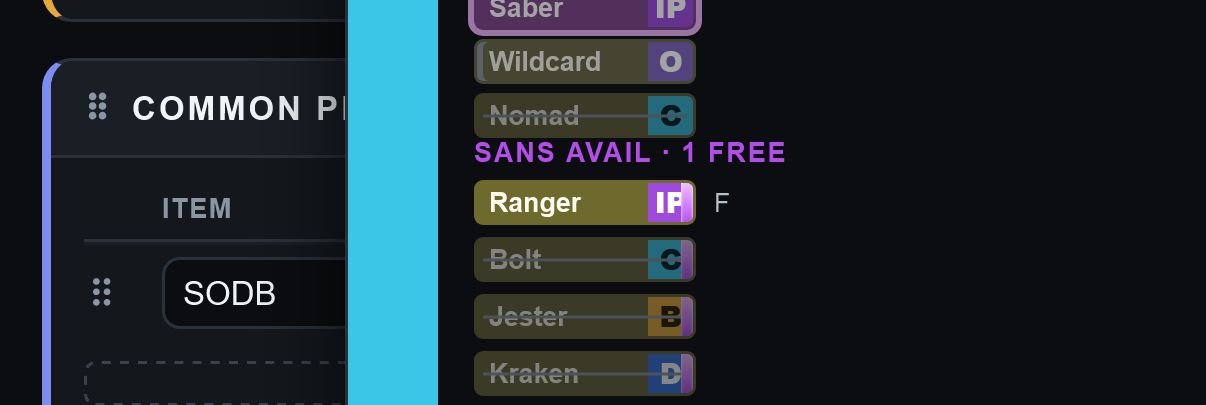 Saber IP
Wildcard O
COMMON
Nomad C
SANS AVAIL · 1 FREE
ITEM
Ranger IP F
Bolt C
SODB
Jester B
Kraken D